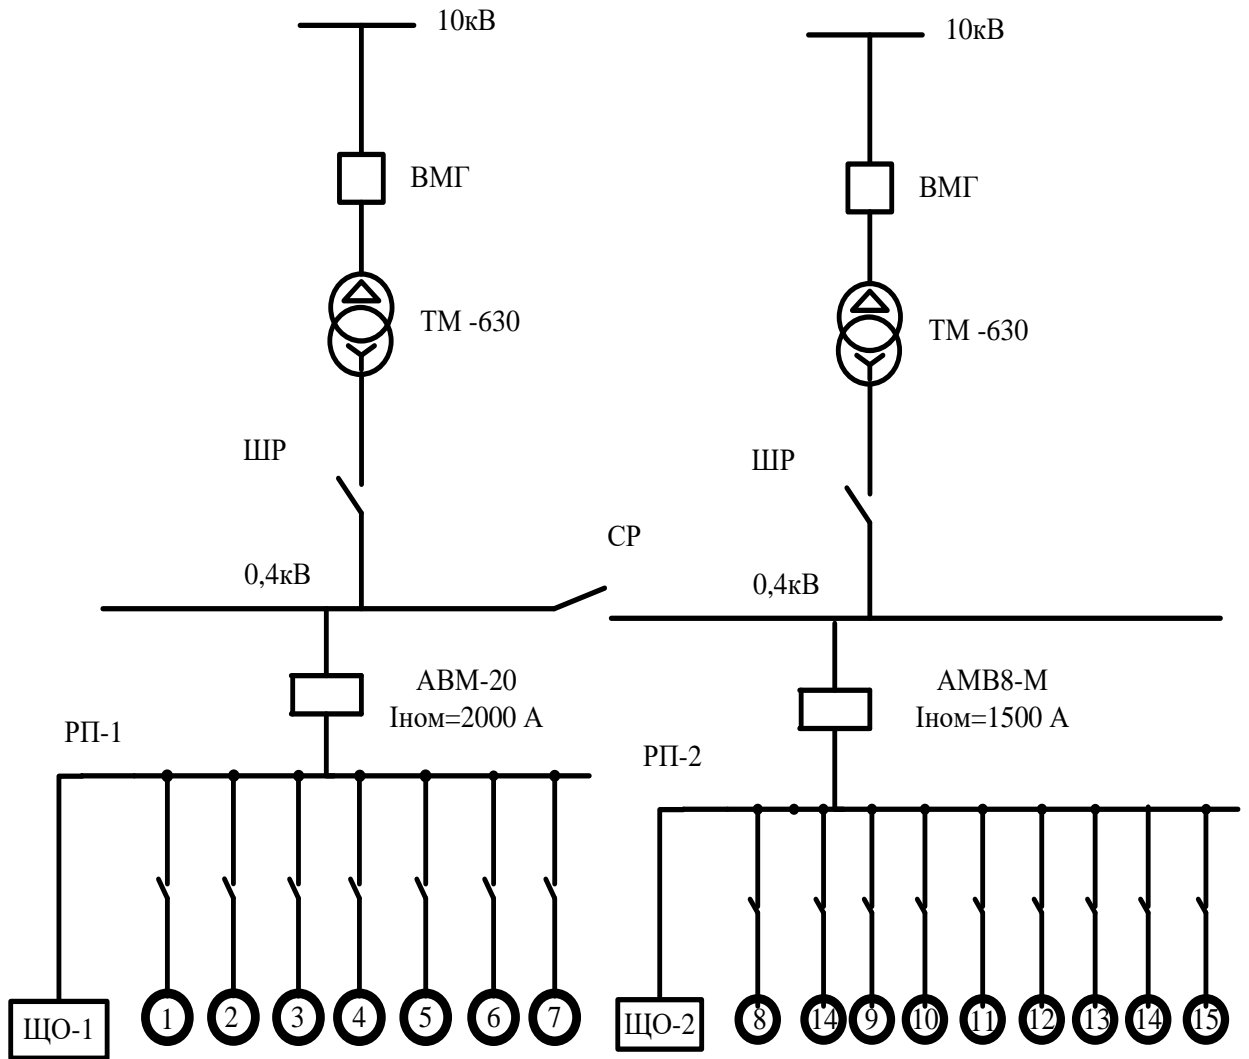 10кВ
10кВ
ВМГ
ВМГ
ТМ -630
ТМ -630
ШР
ШР
СР
0,4кВ
0,4кВ
АВМ-20
Iном=2000 А
АМВ8-М
Iном=1500 А
РП-1
РП-2
ЩО-1
1
2
3
4
5
6
7
ЩО-2
8
14
9
10
11
12
13
14
15